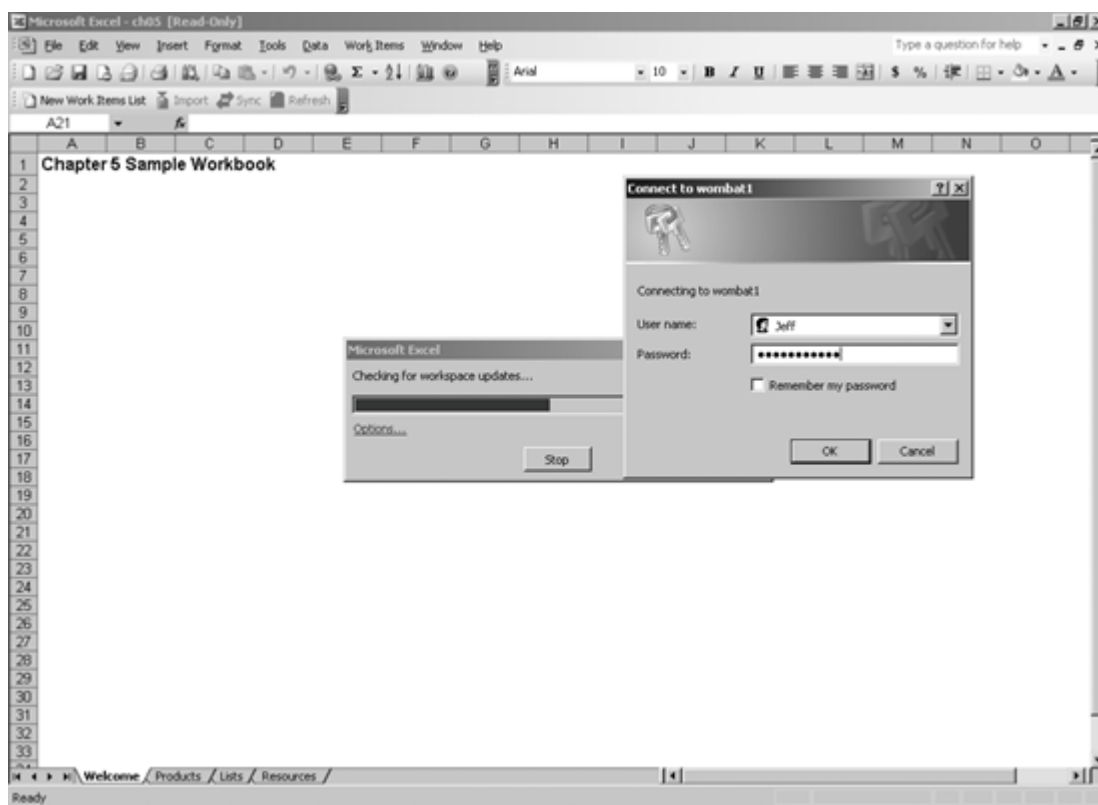 Microsoft Excel - ch05 [Read-Only]
File Edit View Insert Format Tools Data Work Items Window Help
Type a question for help
Arial 10 B I U $ %
New Work Items List Import Sync Refresh
A21 fx
A B C D E F G H I J K L M N O
1 Chapter 5 Sample Workbook
2
3
4
5
6
7
8
9
10
11
12
13
14
15
16
17
18
19
20
21
22
23
24
25
26
27
28
29
30
31
32
33
Connect to wombat1
Connecting to wombat1
User name: Jeff
Password: •••••••••••
Remember my password
OK Cancel
Microsoft Excel
Checking for workspace updates...
Options...
Stop
Welcome Products Lists Resources
Ready